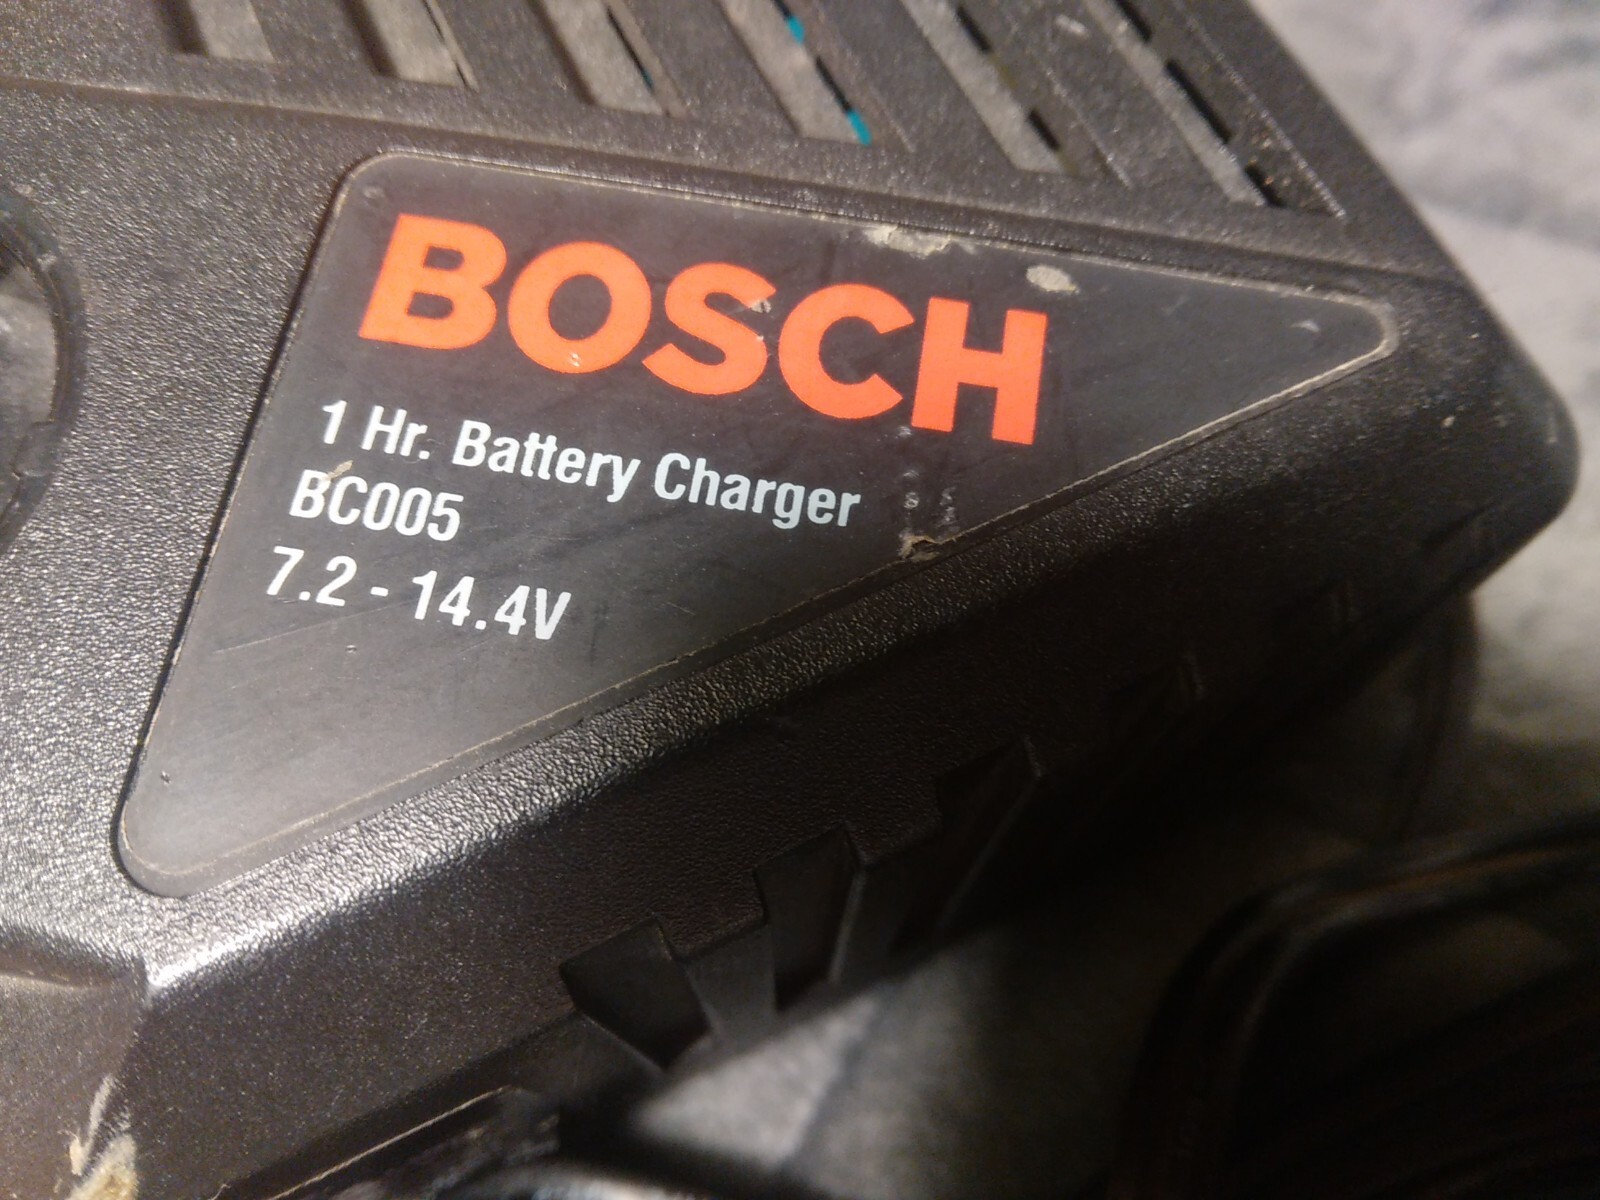 BOSCH
1 Hr. Battery Charger
BC005
7.2 - 14.4V